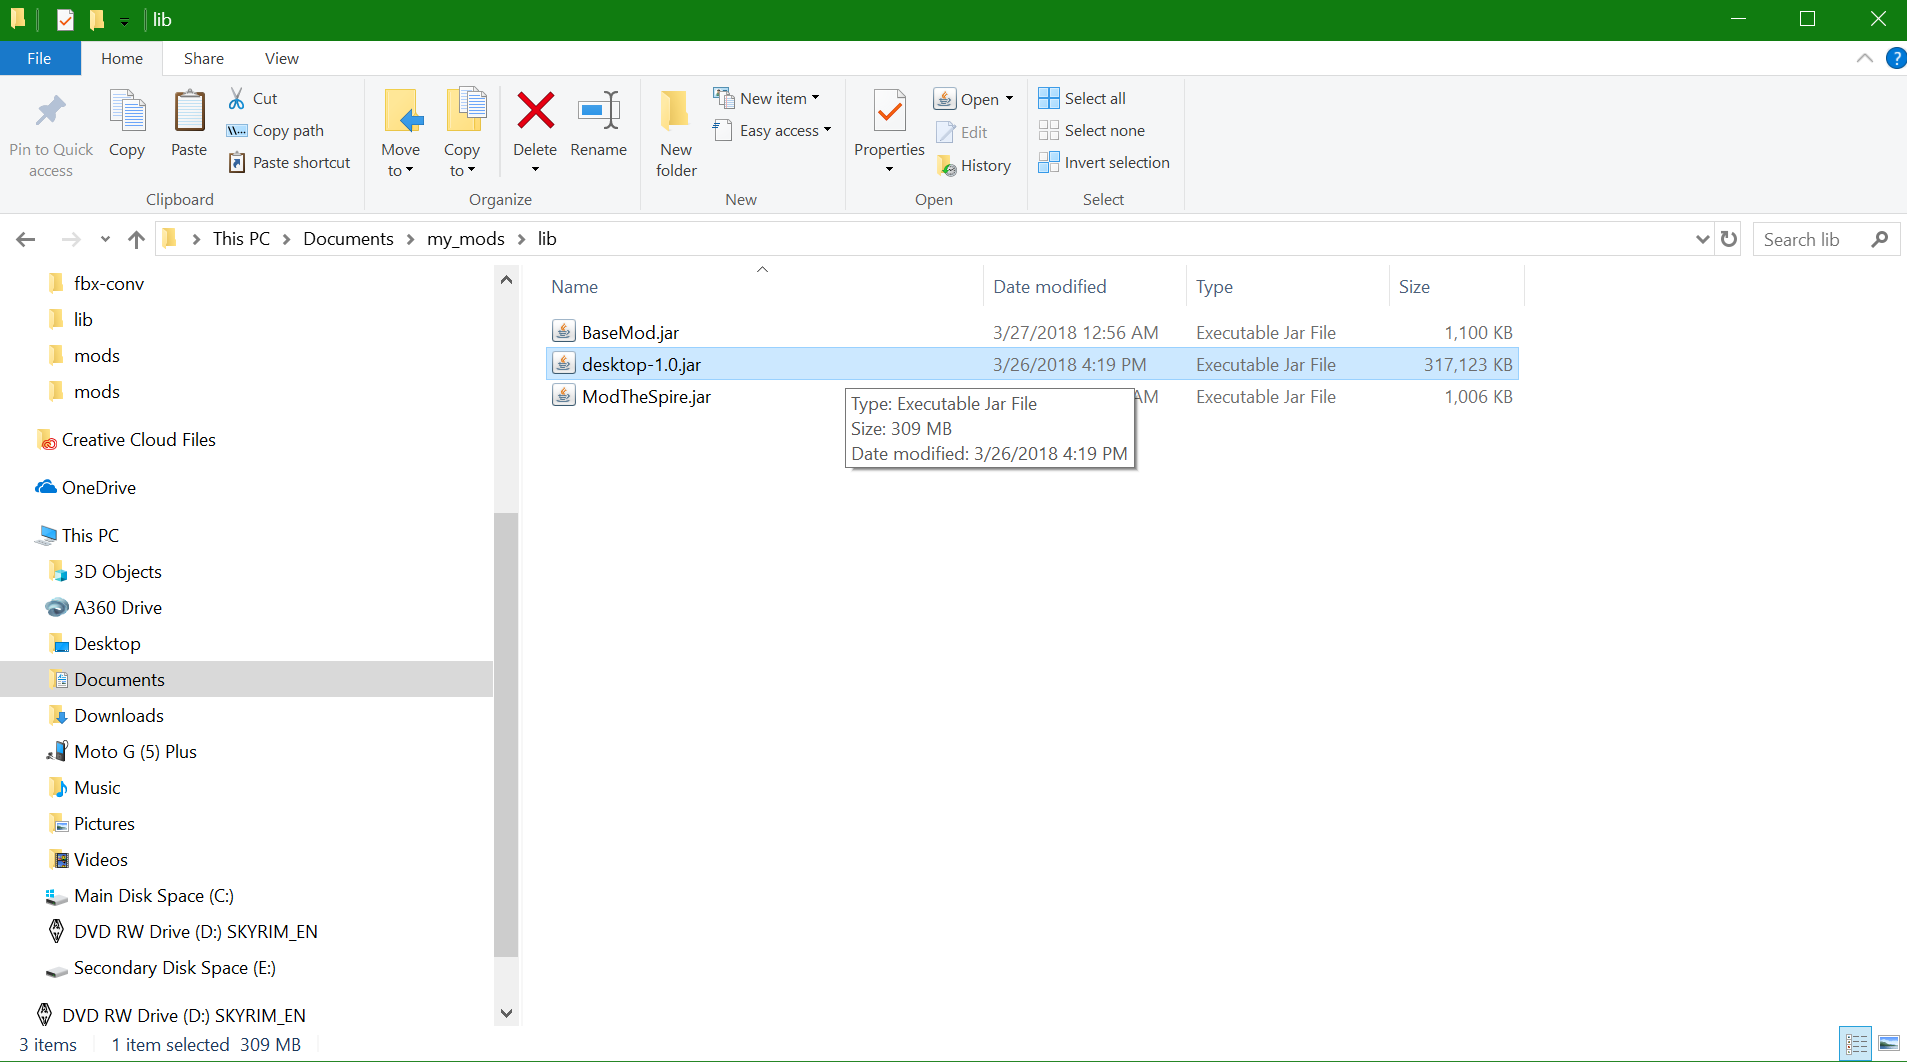 lib
File Home Share View
?
Pin to Quick access
Copy
Paste
Cut
Copy path
Paste shortcut
Clipboard
Move to
Copy to
Delete
Rename
Organize
New folder
New item
Easy access
New
Properties
Open
Edit
History
Open
Select all
Select none
Invert selection
Select
This PC > Documents > my_mods > lib
Search lib
fbx-conv
lib
mods
mods
Creative Cloud Files
OneDrive
This PC
3D Objects
A360 Drive
Desktop
Documents
Downloads
Moto G (5) Plus
Music
Pictures
Videos
Main Disk Space (C:)
DVD RW Drive (D:) SKYRIM_EN
Secondary Disk Space (E:)
DVD RW Drive (D:) SKYRIM_EN
Name Date modified Type Size
BaseMod.jar 3/27/2018 12:56 AM Executable Jar File 1,100 KB
desktop-1.0.jar 3/26/2018 4:19 PM Executable Jar File 317,123 KB
ModTheSpire.jar AM Executable Jar File 1,006 KB
Type: Executable Jar File
Size: 309 MB
Date modified: 3/26/2018 4:19 PM
3 items 1 item selected 309 MB